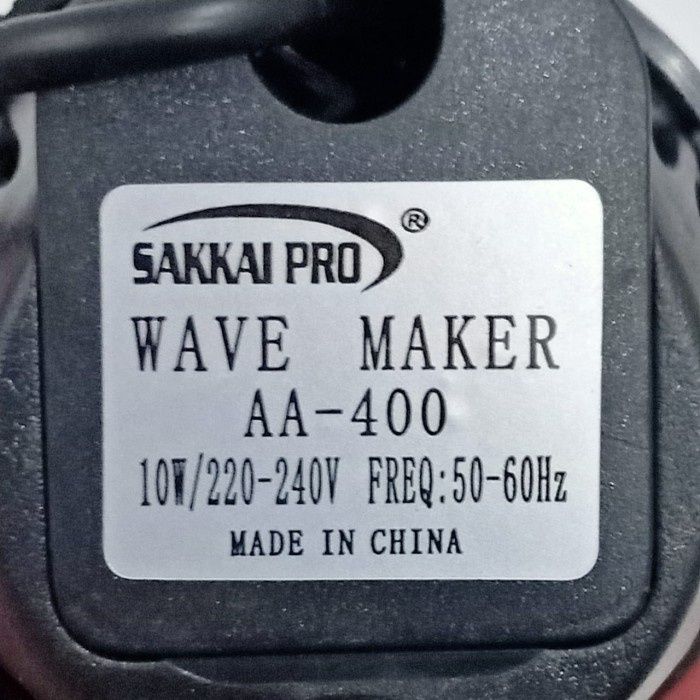 SAKKAI PRO®
WAVE MAKER
AA-400
10W/220-240V FREQ:50-60Hz
MADE IN CHINA